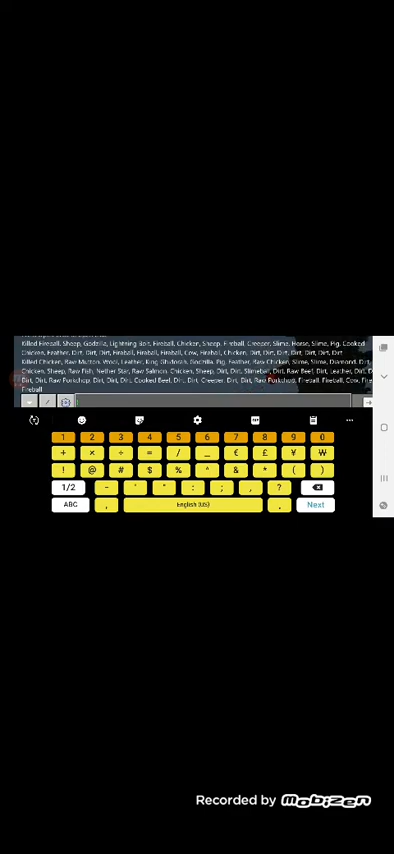 Killed Fireball, Sheep, Godzilla, Lightning Bolt, Fireball, Chicken, Sheep, Fireball, Creeper, Slime, Horse, Slime, Pig, Cooked
Chicken, Feather, Dirt, Dirt, Dirt, Fireball, Fireball, Fireball, Cow, Fireball, Chicken, Dirt, Dirt, Dirt, Dirt, Dirt, Dirt, Dirt
Killed Chicken, Raw Mutton, Wool, Leather, King Ghidorah, Godzilla, Pig, Feather, Raw Chicken, Slime, Slime, Diamond, Dirt,
Chicken, Sheep, Raw Fish, Nether Star, Raw Salmon, Chicken, Sheep, Dirt, Dirt, Slimeball, Dirt, Raw Beef, Dirt, Leather, Dirt,
Dirt, Dirt, Raw Porkchop, Dirt, Dirt, Dirt, Cooked Beef, Dirt, Dirt, Creeper, Dirt, Dirt, Raw Porkchop, Fireball, Fireball, Cow, Fire
Fireball
1 2 3 4 5 6 7 8 9 0
+ × ÷ = / _ € £ ¥ ₩
! @ # $ % ^ & * ( )
1/2 - ' " : ; , ?
ABC , English (US) . Next
Recorded by mobizen